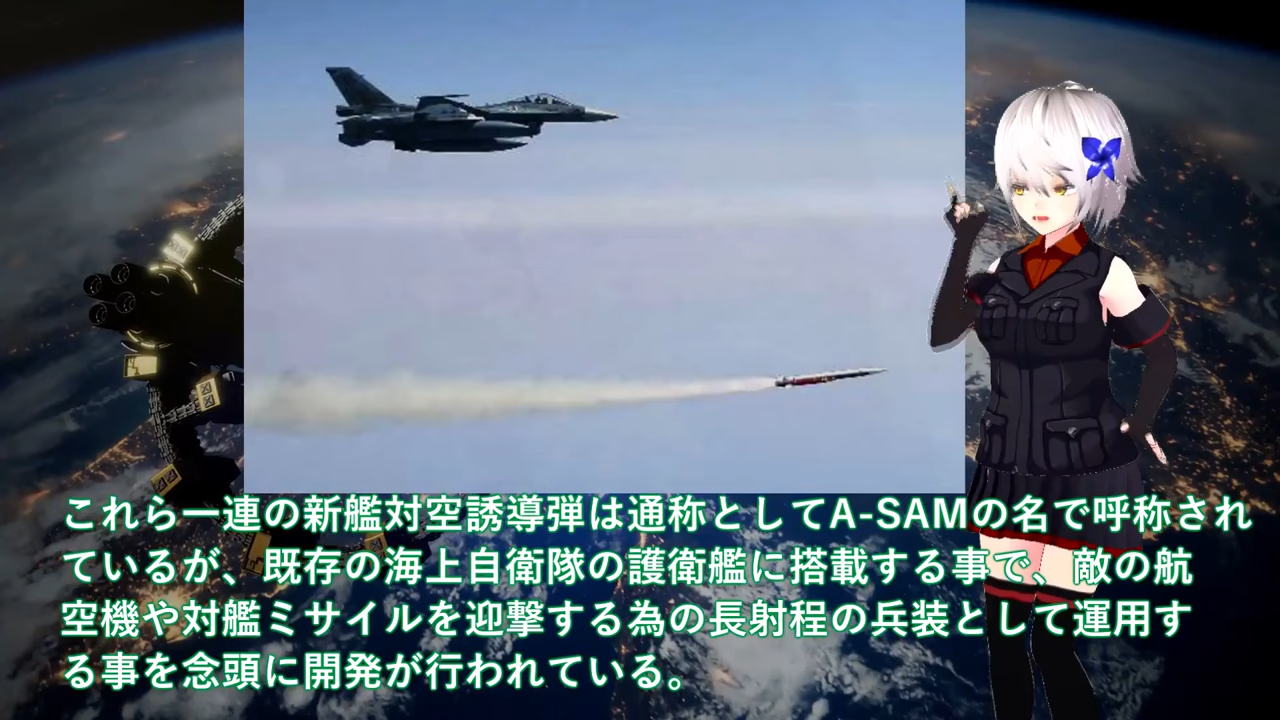 これら一連の新艦対空誘導弾は通称としてA-SAMの名で呼称され
ているが、既存の海上自衛隊の護衛艦に搭載する事で、敵の航
空機や対艦ミサイルを迎撃する為の長射程の兵装として運用す
る事を念頭に開発が行われている。